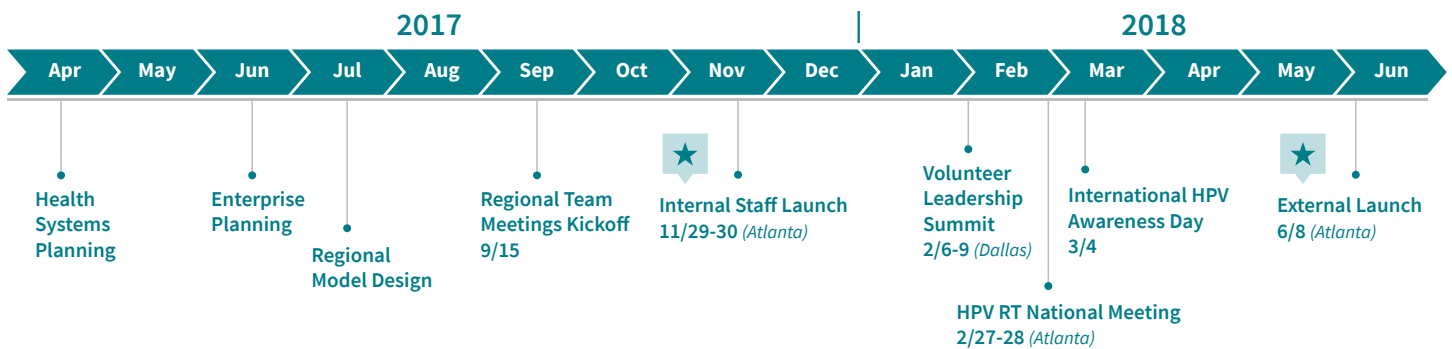 2017
2018
Apr
May
Jun
Jul
Aug
Sep
Oct
Nov
Dec
Jan
Feb
Mar
Apr
May
Jun
Health
Systems
Planning
Enterprise
Planning
Regional
Model Design
Regional Team
Meetings Kickoff
9/15
Internal Staff Launch
11/29-30 (Atlanta)
Volunteer
Leadership
Summit
2/6-9 (Dallas)
HPV RT National Meeting
2/27-28 (Atlanta)
International HPV
Awareness Day
3/4
External Launch
6/8 (Atlanta)